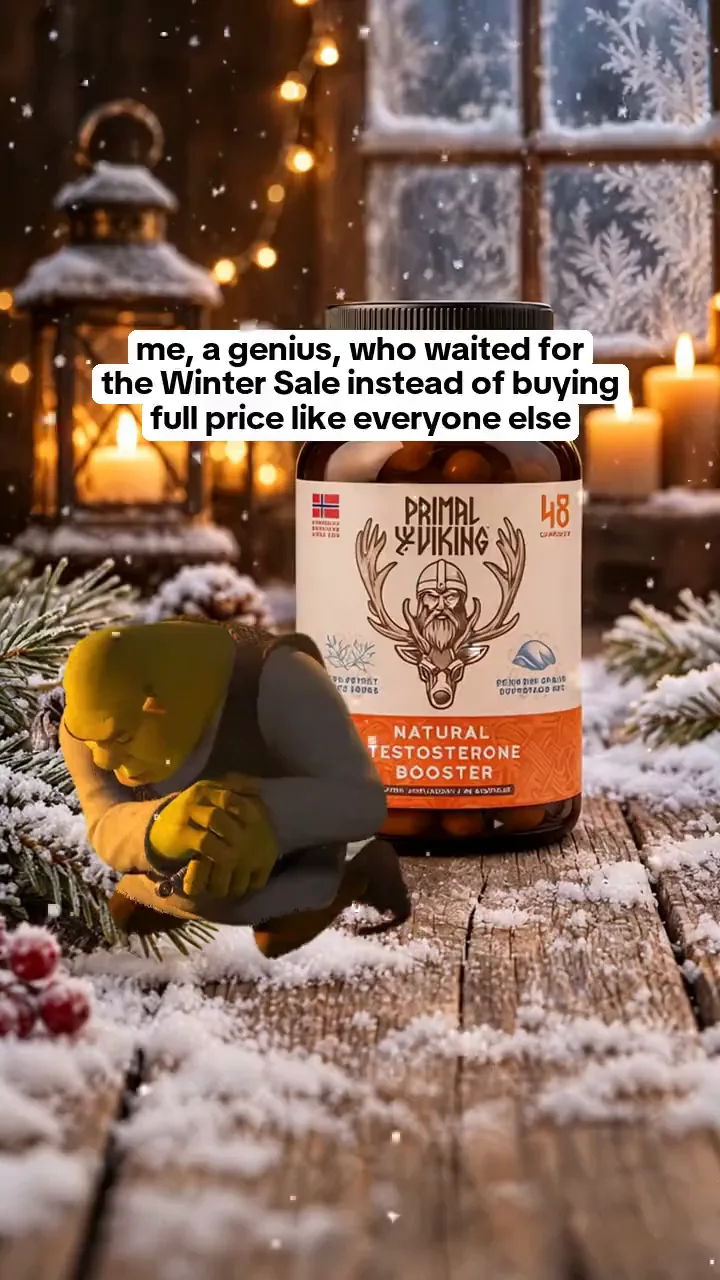 me, a genius, who waited for
the Winter Sale instead of buying
full price like everyone else
PRIMAL
VIKING
48
NATURAL
TESTOSTERONE
BOOSTER